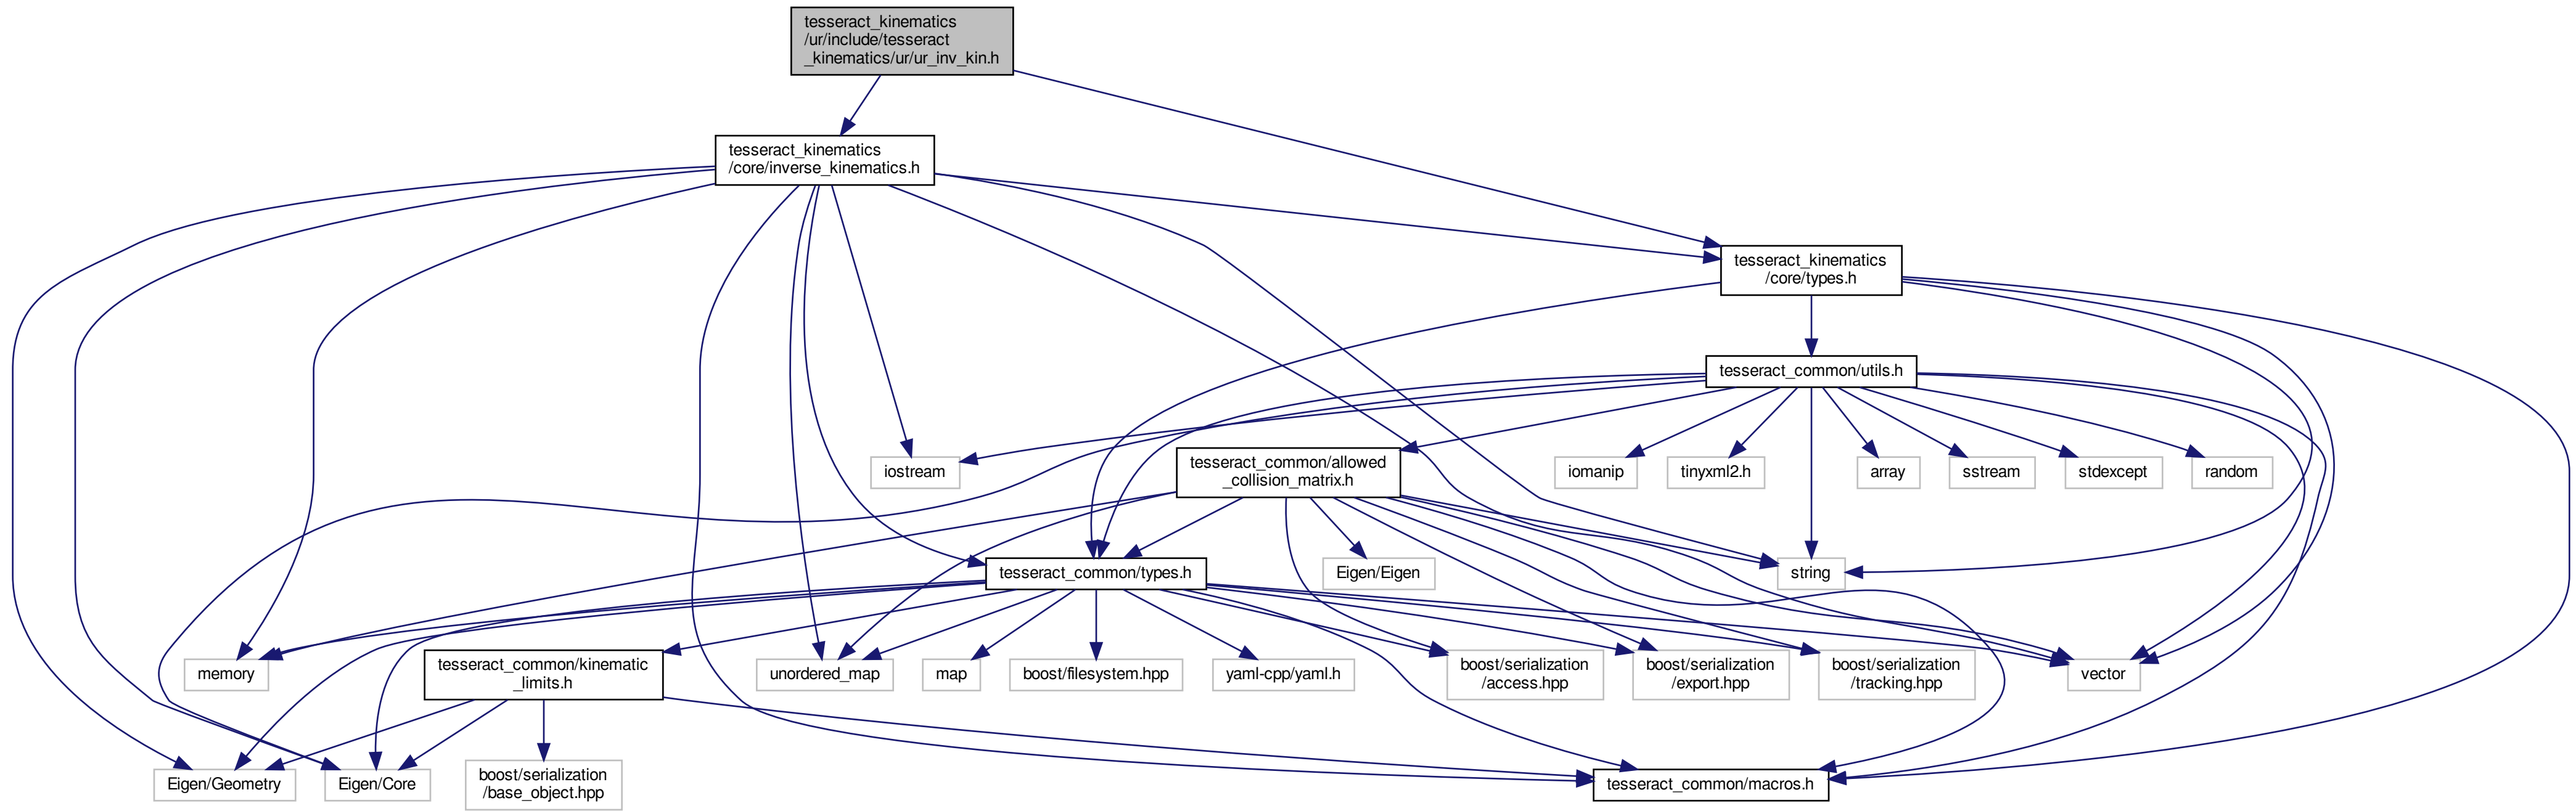 tesseract_kinematics
/ur/include/tesseract
_kinematics/ur/ur_inv_kin.h
tesseract_kinematics
/core/inverse_kinematics.h
tesseract_kinematics
/core/types.h
tesseract_common/utils.h
iostream
tesseract_common/allowed
_collision_matrix.h
iomanip
tinyxml2.h
array
sstream
stdexcept
random
tesseract_common/types.h
Eigen/Eigen
string
memory
tesseract_common/kinematic
_limits.h
unordered_map
map
boost/filesystem.hpp
yaml-cpp/yaml.h
boost/serialization
/access.hpp
boost/serialization
/export.hpp
boost/serialization
/tracking.hpp
vector
Eigen/Geometry
Eigen/Core
boost/serialization
/base_object.hpp
tesseract_common/macros.h